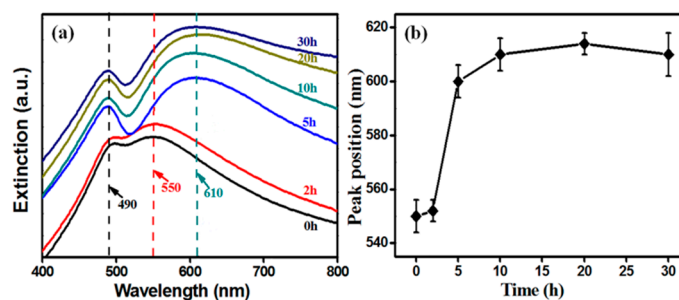 (a)
30h
20h
10h
5h
2h
0h
490
550
610
Extinction (a.u.)
400 500 600 700 800
Wavelength (nm)
(b)
620
600
580
560
540
Peak position (nm)
0 5 10 15 20 25 30
Time (h)